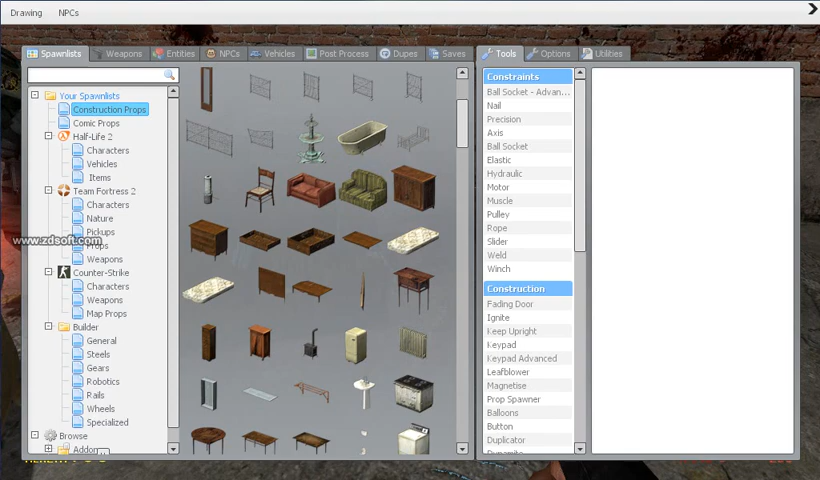 Drawing NPCs
Spawnlists Weapons Entities NPCs Vehicles Post Process Dupes Saves Tools Options Utilities
Your Spawnlists
Construction Props
Comic Props
Half-Life 2
Characters
Vehicles
Items
Team Fortress 2
Characters
Nature
Pickups
www.zdsoft.com
Props
Weapons
Counter-Strike
Characters
Weapons
Map Props
Builder
General
Steels
Gears
Robotics
Rails
Wheels
Specialized
Browse
Addon
Constraints
Ball Socket - Advan...
Nail
Precision
Axis
Ball Socket
Elastic
Hydraulic
Motor
Muscle
Pulley
Rope
Slider
Weld
Winch
Construction
Fading Door
Ignite
Keep Upright
Keypad
Keypad Advanced
Leafblower
Magnetise
Prop Spawner
Balloons
Button
Duplicator